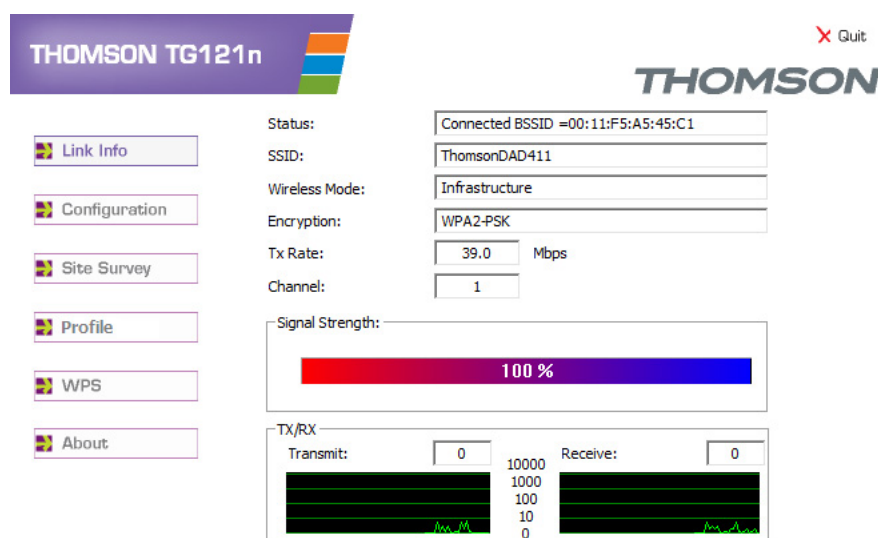 THOMSON TG121n
Quit
THOMSON
Link Info
Configuration
Site Survey
Profile
WPS
About
Status: Connected BSSID =00:11:F5:A5:45:C1
SSID: ThomsonDAD411
Wireless Mode: Infrastructure
Encryption: WPA2-PSK
Tx Rate: 39.0 Mbps
Channel: 1
Signal Strength:
100 %
TX/RX
Transmit: 0 Receive: 0
10000
1000
100
10
0